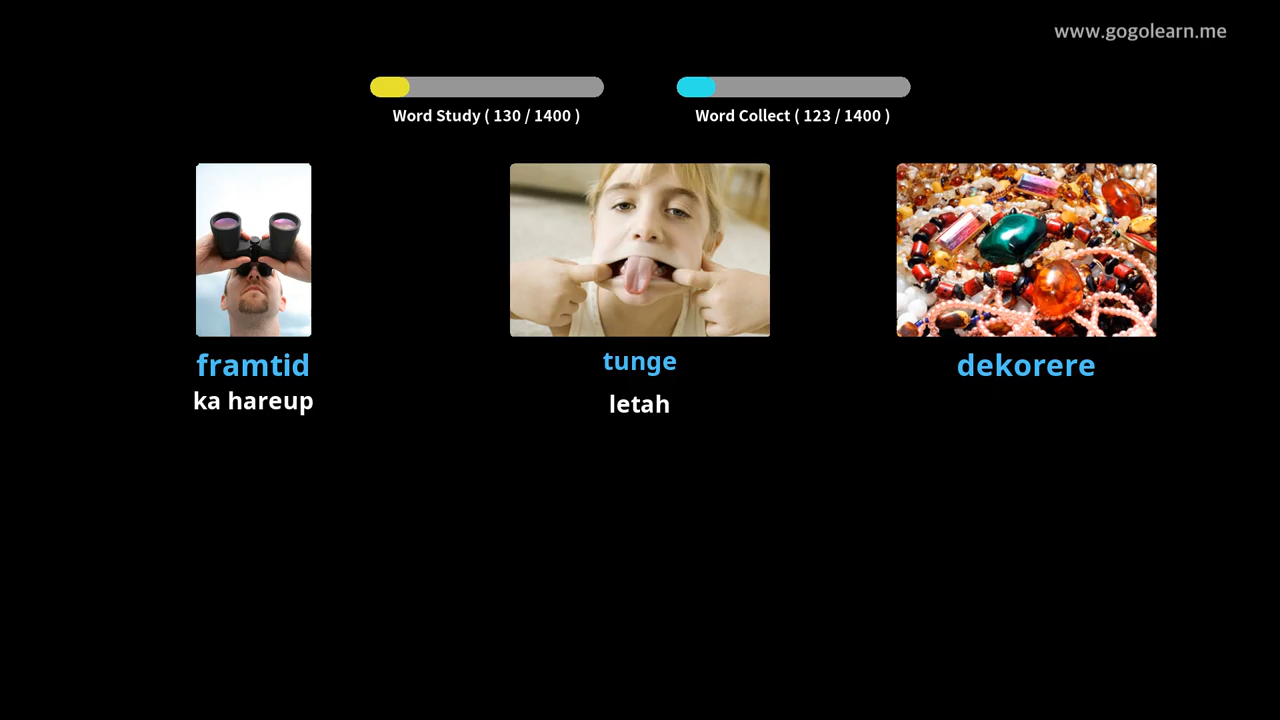 www.gogolearn.me
Word Study ( 130 / 1400 )
Word Collect ( 123 / 1400 )
framtid
ka hareup
tunge
letah
dekorere